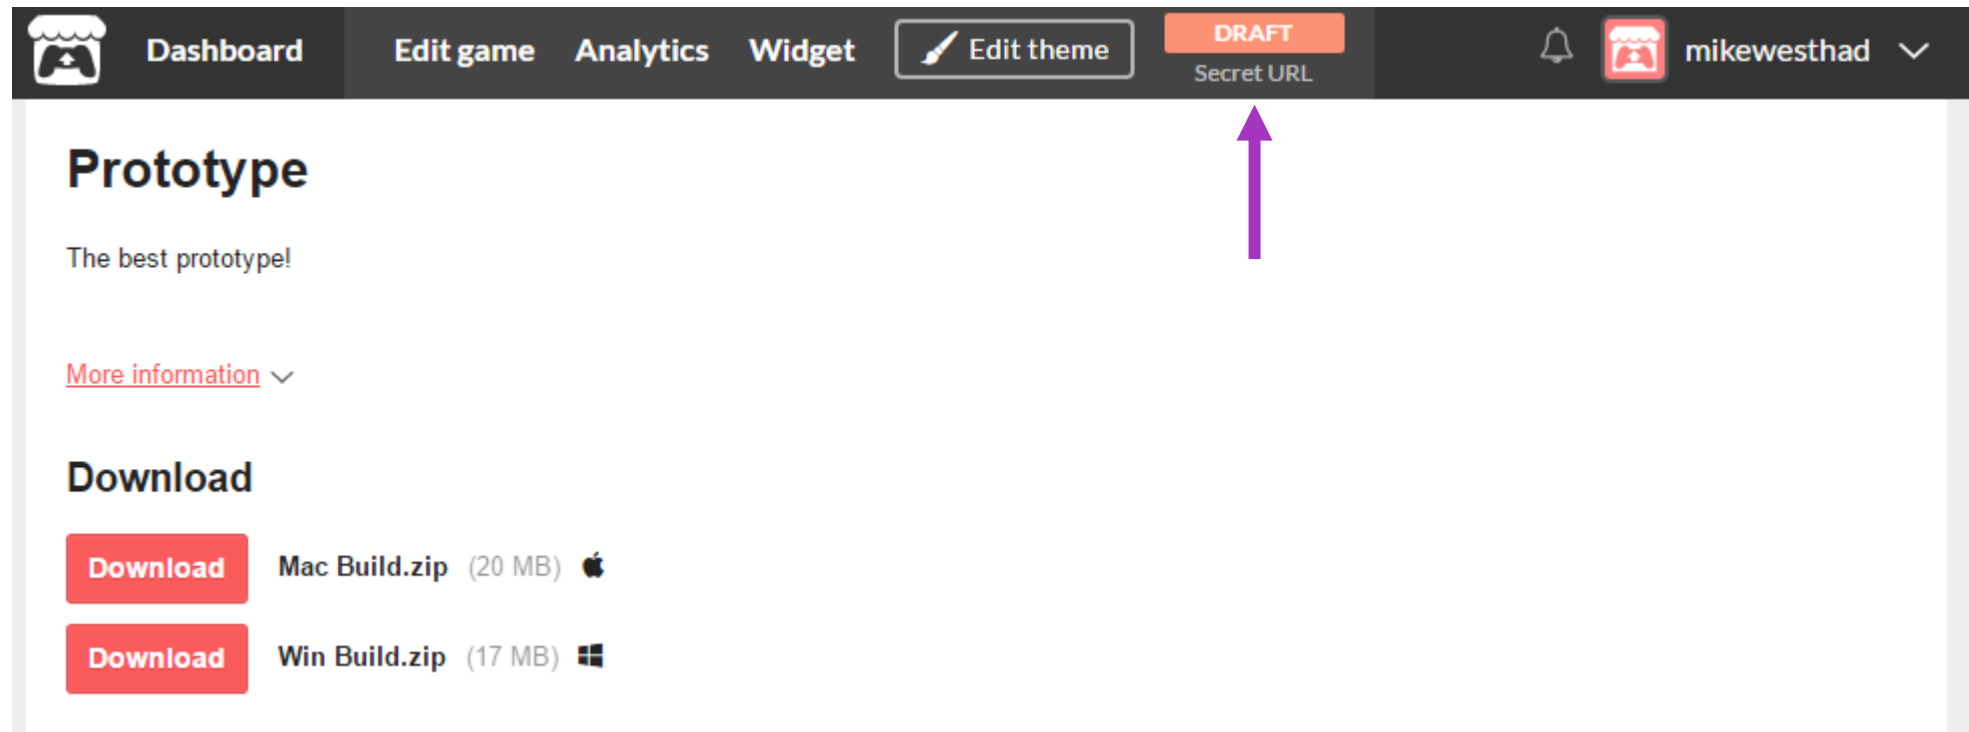 Dashboard Edit game Analytics Widget Edit theme DRAFT mikewesthad
Secret URL
Prototype
The best prototype!
More information
Download
Download Mac Build.zip (20 MB)
Download Win Build.zip (17 MB)